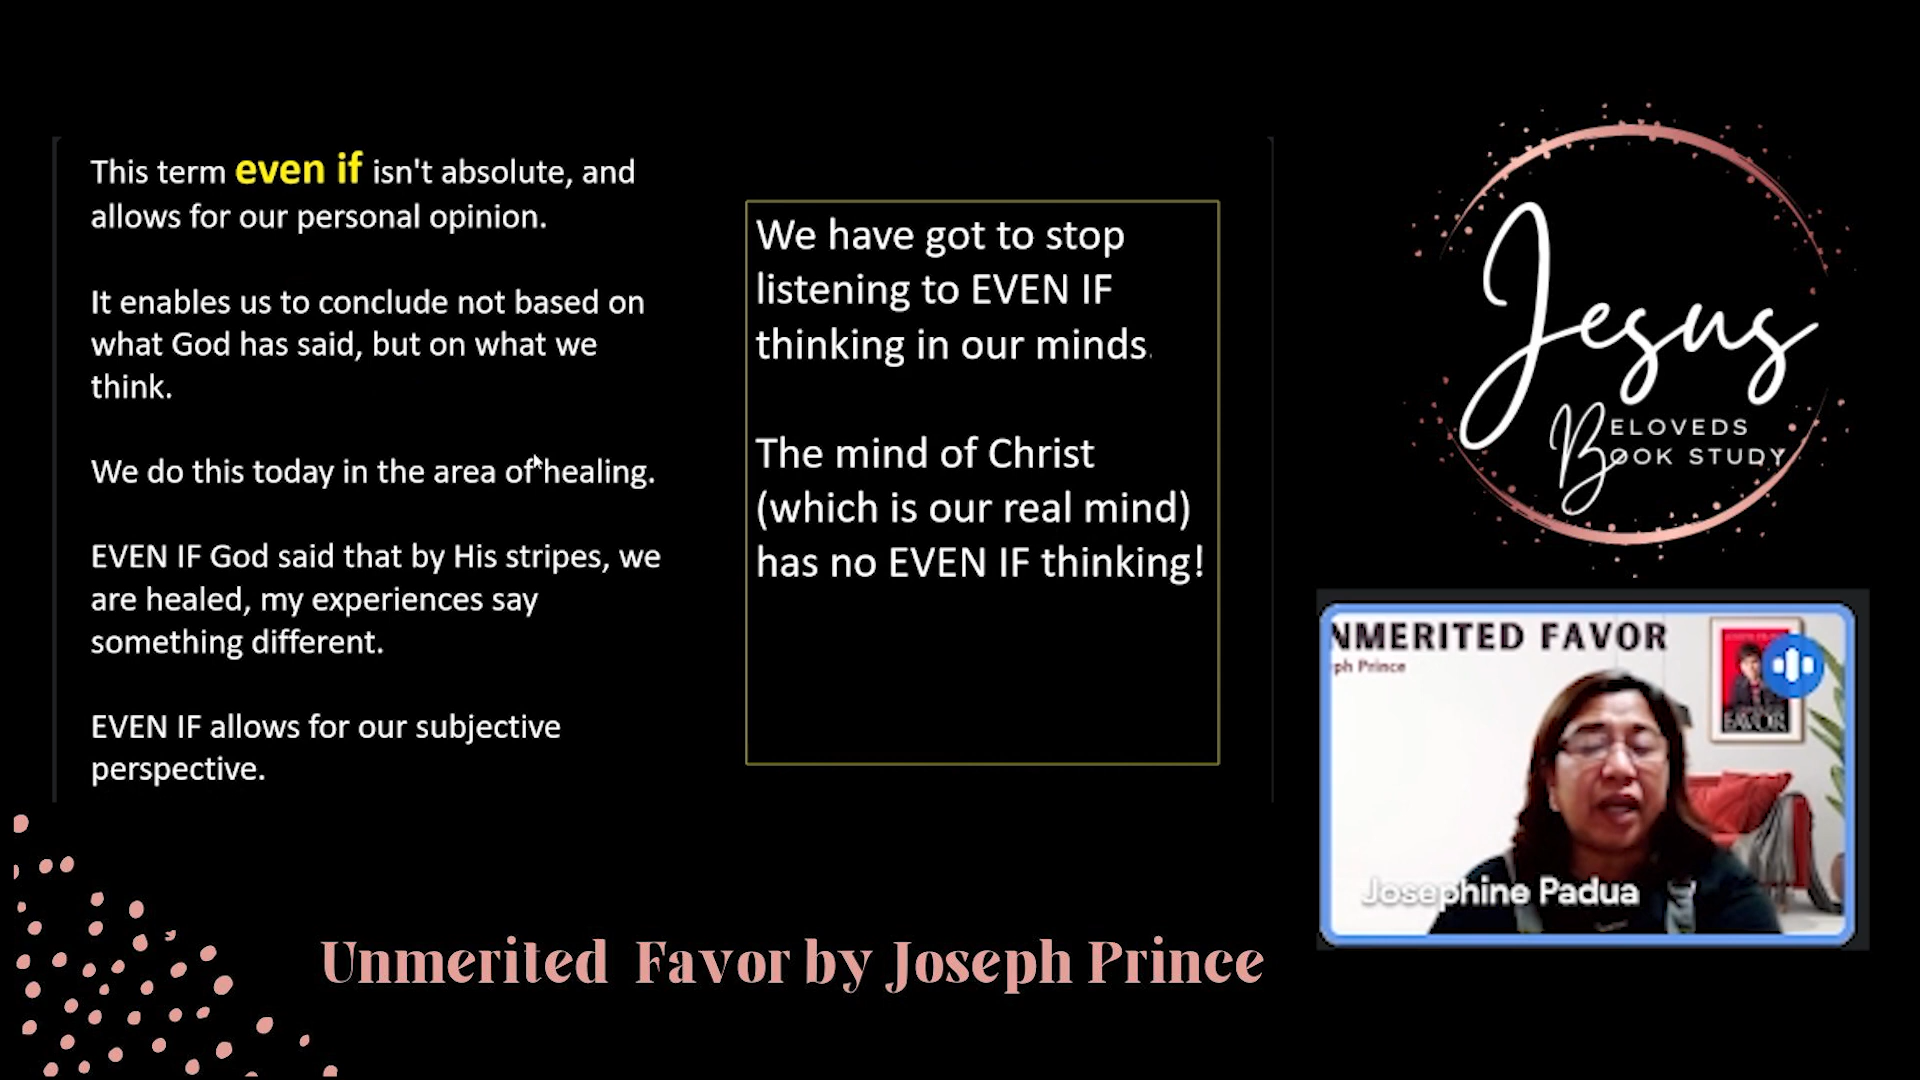 This term even if isn't absolute, and
allows for our personal opinion.
It enables us to conclude not based on
what God has said, but on what we
think.
We do this today in the area of healing.
EVEN IF God said that by His stripes, we
are healed, my experiences say
something different.
EVEN IF allows for our subjective
perspective.
We have got to stop
listening to EVEN IF
thinking in our minds.
The mind of Christ
(which is our real mind)
has no EVEN IF thinking!
Jesus
BELOVEDS
BOOK STUDY
NMERITED FAVOR
ph Prince
FAVOR
Josephine Padua
Unmerited Favor by Joseph Prince